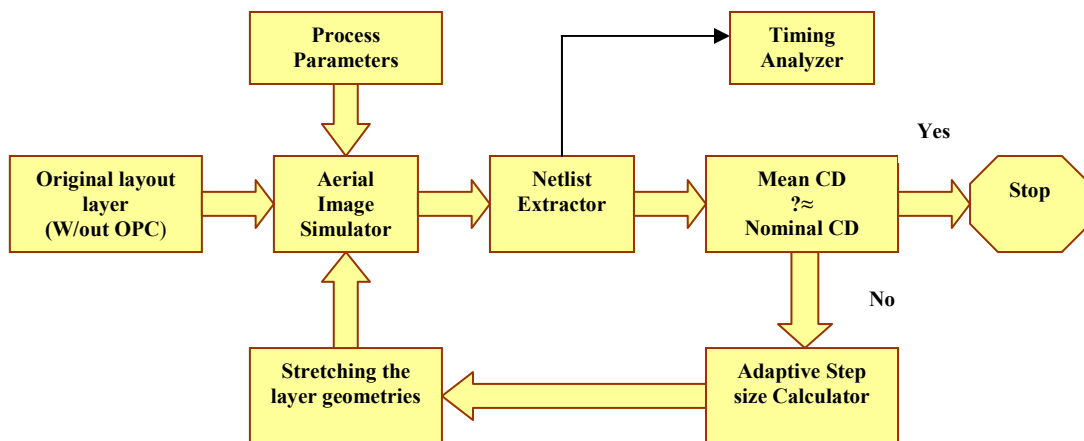 Process
Parameters
Timing
Analyzer
Yes
Original layout
layer
(W/out OPC)
Aerial
Image
Simulator
Netlist
Extractor
Mean CD
?≈
Nominal CD
Stop
No
Stretching the
layer geometries
Adaptive Step
size Calculator